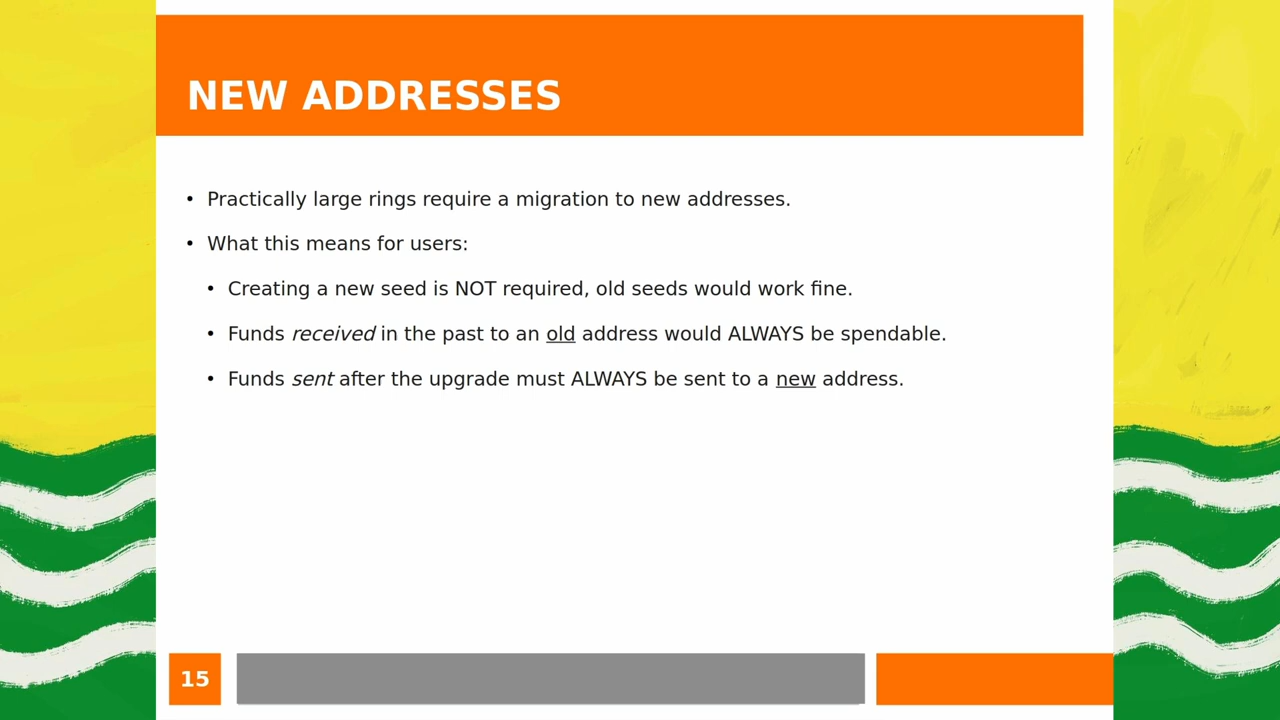 NEW ADDRESSES
• Practically large rings require a migration to new addresses.
• What this means for users:
• Creating a new seed is NOT required, old seeds would work fine.
• Funds received in the past to an old address would ALWAYS be spendable.
• Funds sent after the upgrade must ALWAYS be sent to a new address.
15